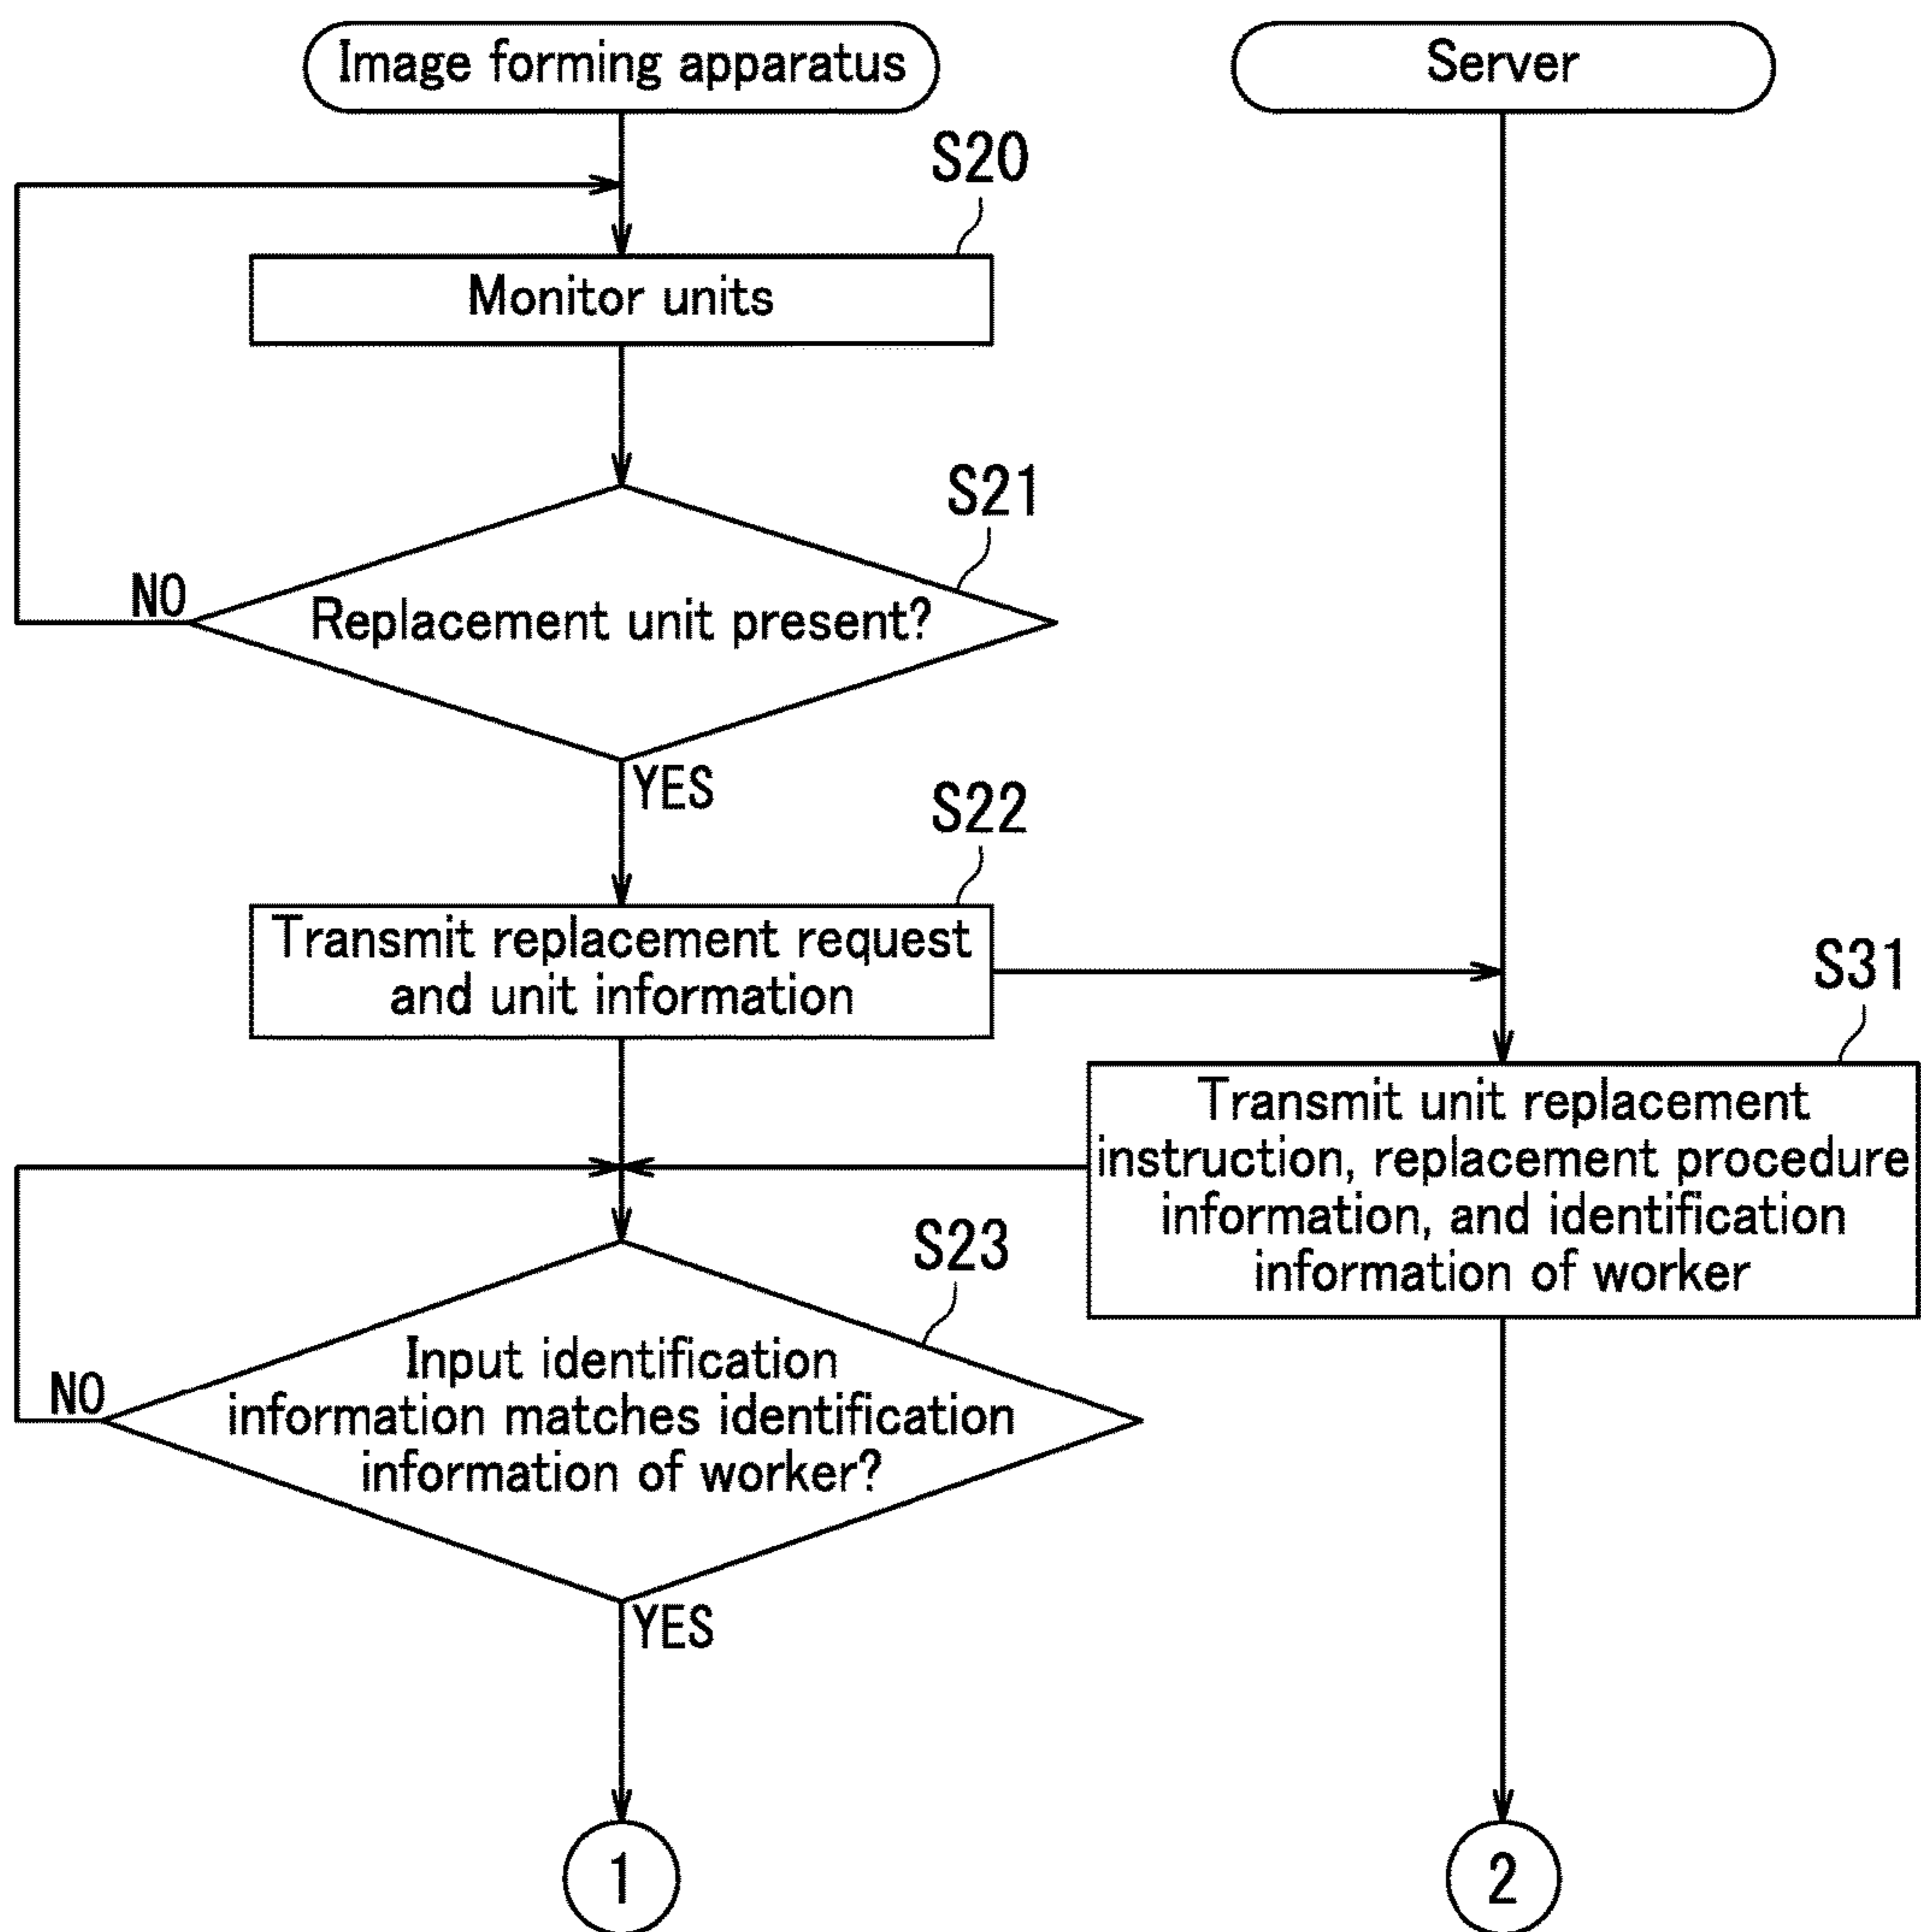 Image forming apparatus
Server
S20
Monitor units
S21
NO
Replacement unit present?
YES
S22
Transmit replacement request
and unit information
S31
Transmit unit replacement
instruction, replacement procedure
information, and identification
information of worker
S23
NO
Input identification
information matches identification
information of worker?
YES
1
2